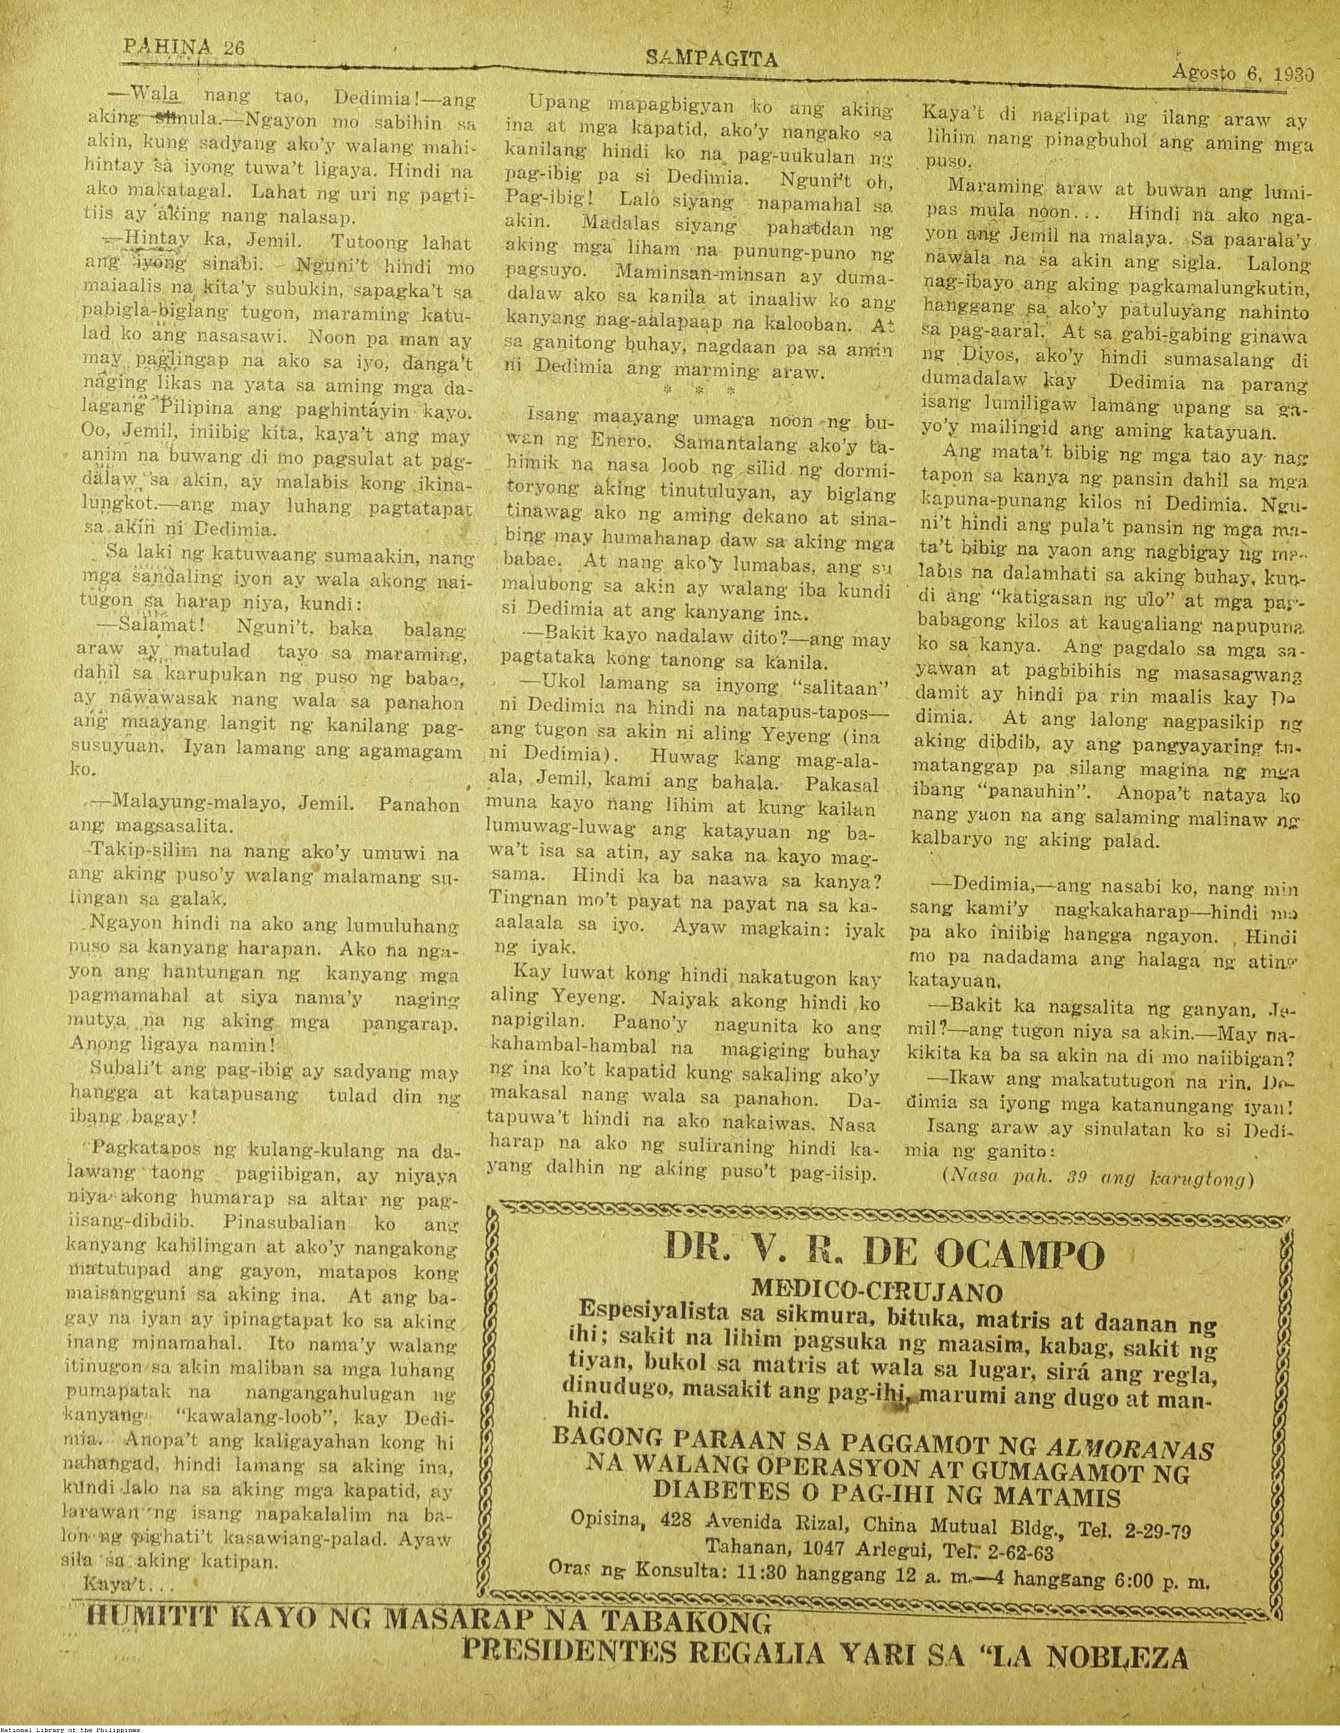 PAHINA 26
SAMPAGITA
Agosto 6, 1930
—Wala nang tao, Dedimia!—ang
aking simula.—Ngayon mo sabihin sa
akin, kung sadyang ako'y walang mahi-
hintay sa iyong tuwa't ligaya. Hindi na
ako makatagal. Lahat ng uri ng pagti-
tiis ay aking nang nalasap.
—Hintay ka, Jemil. Tutoong lahat
ang iyong sinabi. Nguni't hindi mo
maiaalis na kita'y subukin, sapagka't sa
pabigla-biglang tugon, maraming katu-
lad ko ang nasasawi. Noon pa man ay
may paglingap na ako sa iyo, danga't
naging likas na yata sa aming mga da-
lagang Pilipina ang paghintáyin kayo.
Oo, Jemil, iniibig kita, kaya't ang may
anim na buwang di mo pagsulat at pag-
dalaw sa akin, ay malabis kong ikina-
lungkot.—ang may luhang pagtatapat
sa akin ni Dedimia.
Sa laki ng katuwaang sumaakin, nang
mga sandaling iyon ay wala akong nai-
tugon sa harap niya, kundi:
—Salamat! Nguni't, baka balang
araw ay matulad tayo sa maraming,
dahil sa karupukan ng puso ng babae,
ay nawawasak nang wala sa panahon
ang maayang langit ng kanilang pag-
susuyuan. Iyan lamang ang agamagam
ko.
—Malayung-malayo, Jemil. Panahon
ang magsasalita.
Takip-silim na nang ako'y umuwi na
ang aking puso'y walang malamang su-
lingan sa galak.
Ngayon hindi na ako ang lumuluhang
puso sa kanyang harapan. Ako na nga-
yon ang hantungan ng kanyang mga
pagmamahal at siya nama'y naging
mutya na ng aking mga pangarap.
Anong ligaya namin!
Subali't ang pag-ibig ay sadyang may
hangga at katapusang tulad din ng
ibang bagay!
Pagkatapos ng kulang-kulang na da-
lawang taong pagiibigan, ay niyaya
niya akong humarap sa altar ng pag-
iisang-dibdib. Pinasubalian ko ang
kanyang kahilingan at ako'y nangakong
matutupad ang gayon, matapos kong
maisangguni sa aking ina. At ang ba-
gay na iyan ay ipinagtapat ko sa aking
inang minamahal. Ito nama'y walang
itinugon sa akin maliban sa mga luhang
pumapatak na nangangahulugan ng
kanyang "kawalang-loob", kay Dedi-
mia. Anopa't ang kaligayahan kong hi
nahangad, hindi lamang sa aking ina,
kundi lalo na sa aking mga kapatid, ay
larawan ng isang napakalalim na ba-
lon ng pighati't kasawiang-palad. Ayaw
sila sa aking katipan.
Kaya't...
Upang mapagbigyan ko ang aking
ina at mga kapatid, ako'y nangako sa
kanilang hindi ko na pag-uukulan ng
pag-ibig pa si Dedimia. Nguni't oh,
Pag-ibig! Lalo siyang napamahal sa
akin. Madalas siyang pahatdan ng
aking mga liham na punung-puno ng
pagsuyo. Maminsan-minsan ay duma-
dalaw ako sa kanila at inaaliw ko ang
kanyang nag-aalapaap na kalooban. At
sa ganitong buhay, nagdaan pa sa amin
ni Dedimia ang marming araw.
* * *
Isang maayang umaga noon ng bu-
wan ng Enero. Samantalang ako'y ta-
himik na nasa loob ng silid ng dormi-
toryong aking tinutuluyan, ay biglang
tinawag ako ng aming dekano at sina-
bing may humahanap daw sa aking mga
babae. At nang ako'y lumabas, ang su
malubong sa akin ay walang iba kundi
si Dedimia at ang kanyang ina.
—Bakit kayo nadalaw dito?—ang may
pagtataka kong tanong sa kanila.
—Ukol lamang sa inyong "salitaan"
ni Dedimia na hindi na natapus-tapos—
ang tugon sa akin ni aling Yeyeng (ina
ni Dedimia). Huwag kang mag-ala-
ala, Jemil, kami ang bahala. Pakasal
muna kayo nang lihim at kung kailan
lumuwag-luwag ang katayuan ng ba-
wa't isa sa atin, ay saka na kayo mag-
sama. Hindi ka ba naawa sa kanya?
Tingnan mo't payat na payat na sa ka-
aalaala sa iyo. Ayaw magkain: iyak
ng iyak.
Kay luwat kong hindi nakatugon kay
aling Yeyeng. Naiyak akong hindi ko
napigilan. Paano'y nagunita ko ang
kahambal-hambal na magiging buhay
ng ina ko't kapatid kung sakaling ako'y
makasal nang wala sa panahon. Da-
tapuwa't hindi na ako nakaiwas. Nasa
harap na ako ng suliraning hindi ka-
yang dalhin ng aking puso't pag-iisip.
Kaya't di naglipat ng ilang araw ay
lihim nang pinagbuhol ang aming mga
puso.
Maraming araw at buwan ang lumi-
pas mula noon... Hindi na ako nga-
yon ang Jemil na malaya. Sa paarala'y
nawala na sa akin ang sigla. Lalong
nag-ibayo ang aking pagkamalungkutin,
hanggang sa ako'y patuluyang nahinto
sa pag-aaral. At sa gabi-gabing ginawa
ng Diyos, ako'y hindi sumasalang di
dumadalaw kay Dedimia na parang
isang lumiligaw lamang upang sa ga-
yo'y mailingid ang aming katayuan.
Ang mata't bibig ng mga tao ay nag
tapon sa kanya ng pansin dahil sa mga
kapuna-punang kilos ni Dedimia. Ngu-
ni't hindi ang pula't pansin ng mga ma-
ta't bibig na yaon ang nagbigay ng ma-
labis na dalamhati sa aking buhay, kun-
di ang "katigasan ng ulo" at mga pag-
babagong kilos at kaugaliang napupuna
ko sa kanya. Ang pagdalo sa mga sa-
yawan at pagbibihis ng masasagwang
damit ay hindi pa rin maalis kay De
dimia. At ang lalong nagpasikip ng
aking dibdib, ay ang pangyayaring tu-
matanggap pa silang magina ng mga
ibang "panauhin". Anopa't nataya ko
nang yaon na ang salaming malinaw ng
kalbaryo ng aking palad.
—Dedimia,—ang nasabi ko, nang min
sang kami'y nagkakaharap—hindi mo
pa ako iniibig hangga ngayon. Hindi
mo pa nadadama ang halaga ng ating
katayuan.
—Bakit ka nagsalita ng ganyan, Je-
mil?—ang tugon niya sa akin.—May na-
kikita ka ba sa akin na di mo naiibigan?
—Ikaw ang makatutugon na rin, De-
dimia sa iyong mga katanungang iyan!
Isang araw ay sinulatan ko si Dedi-
mia ng ganito:
(Nasa pah. 39 ang karugtong)
DR. V. R. DE OCAMPO
MEDICO-CIRUJANO
Espesiyalista sa sikmura, bituka, matris at daanan ng
ihi; sakit na lihim pagsuka ng maasim, kabag, sakit ng
tiyan, bukol sa matris at wala sa lugar, sirá ang regla,
dinudugo, masakit ang pag-ihi, marumi ang dugo at man-
hid.
BAGONG PARAAN SA PAGGAMOT NG ALMORANAS
NA WALANG OPERASYON AT GUMAGAMOT NG
DIABETES O PAG-IHI NG MATAMIS
Opisina, 428 Avenida Rizal, China Mutual Bldg., Tel. 2-29-79
Tahanan, 1047 Arlegui, Tel. 2-62-63
Oras ng Konsulta: 11:30 hanggang 12 a. m.—4 hanggang 6:00 p. m.
HUMITIT KAYO NG MASARAP NA TABAKONG
PRESIDENTES REGALIA YARI SA "LA NOBLEZA
National Library of the Philippines